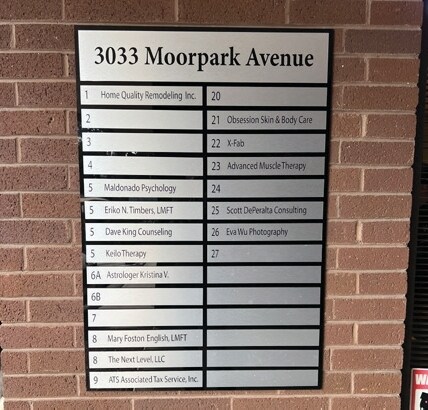 3033 Moorpark Avenue
1 Home Quality Remodeling Inc.
2
3
4
5 Maldonado Psychology
5 Eriko N. Timbers, LMFT
5 Dave King Counseling
5 Keilo Therapy
6A Astrologer Kristina V.
6B
7
8 Mary Foston English, LMFT
8 The Next Level, LLC
9 ATS Associated Tax Service, Inc.
20
21 Obsession Skin & Body Care
22 X-Fab
23 Advanced Muscle Therapy
24
25 Scott DePeralta Consulting
26 Eva Wu Photography
27